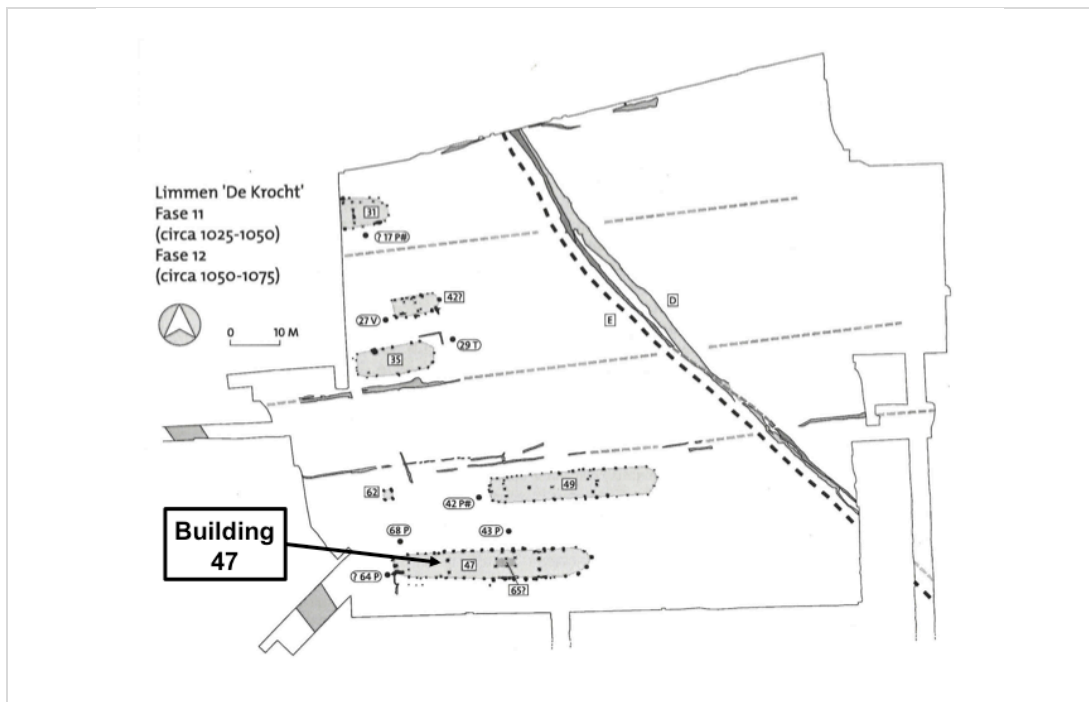 Limmen 'De Krocht'
Fase 11
(circa 1025-1050)
Fase 12
(circa 1050-1075)
0 10 M
31
? 17 P#
42?
27 V
29 T
35
D
E
62
49
42 P#
68 P
43 P
Building
47
47
? 64 P
65?